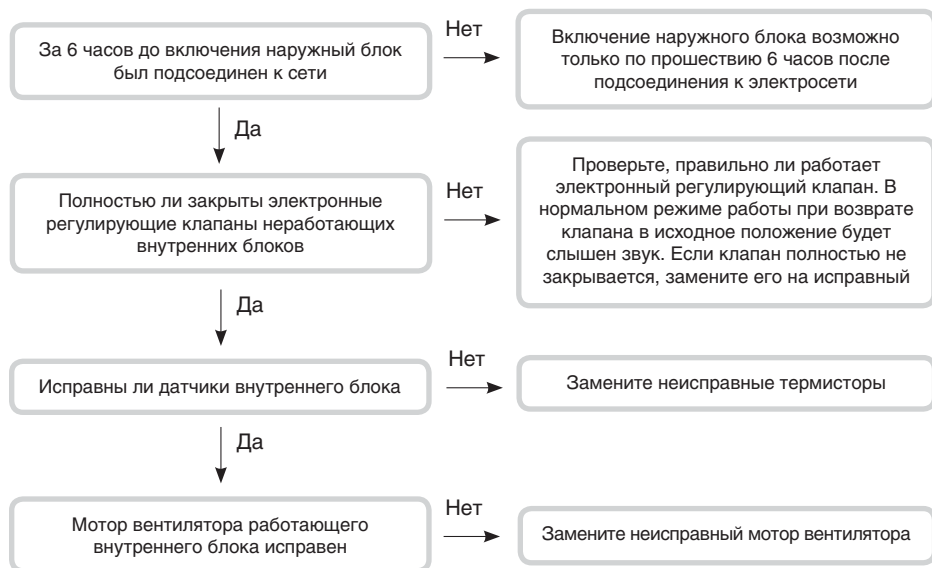 За 6 часов до включения наружный блок
был подсоединен к сети
Нет
Включение наружного блока возможно
только по прошествию 6 часов после
подсоединения к электросети
Да
Полностью ли закрыты электронные
регулирующие клапаны неработающих
внутренних блоков
Нет
Проверьте, правильно ли работает
электронный регулирующий клапан. В
нормальном режиме работы при возврате
клапана в исходное положение будет
слышен звук. Если клапан полностью не
закрывается, замените его на исправный
Да
Исправны ли датчики внутреннего блока
Нет
Замените неисправные термисторы
Да
Мотор вентилятора работающего
внутреннего блока исправен
Нет
Замените неисправный мотор вентилятора